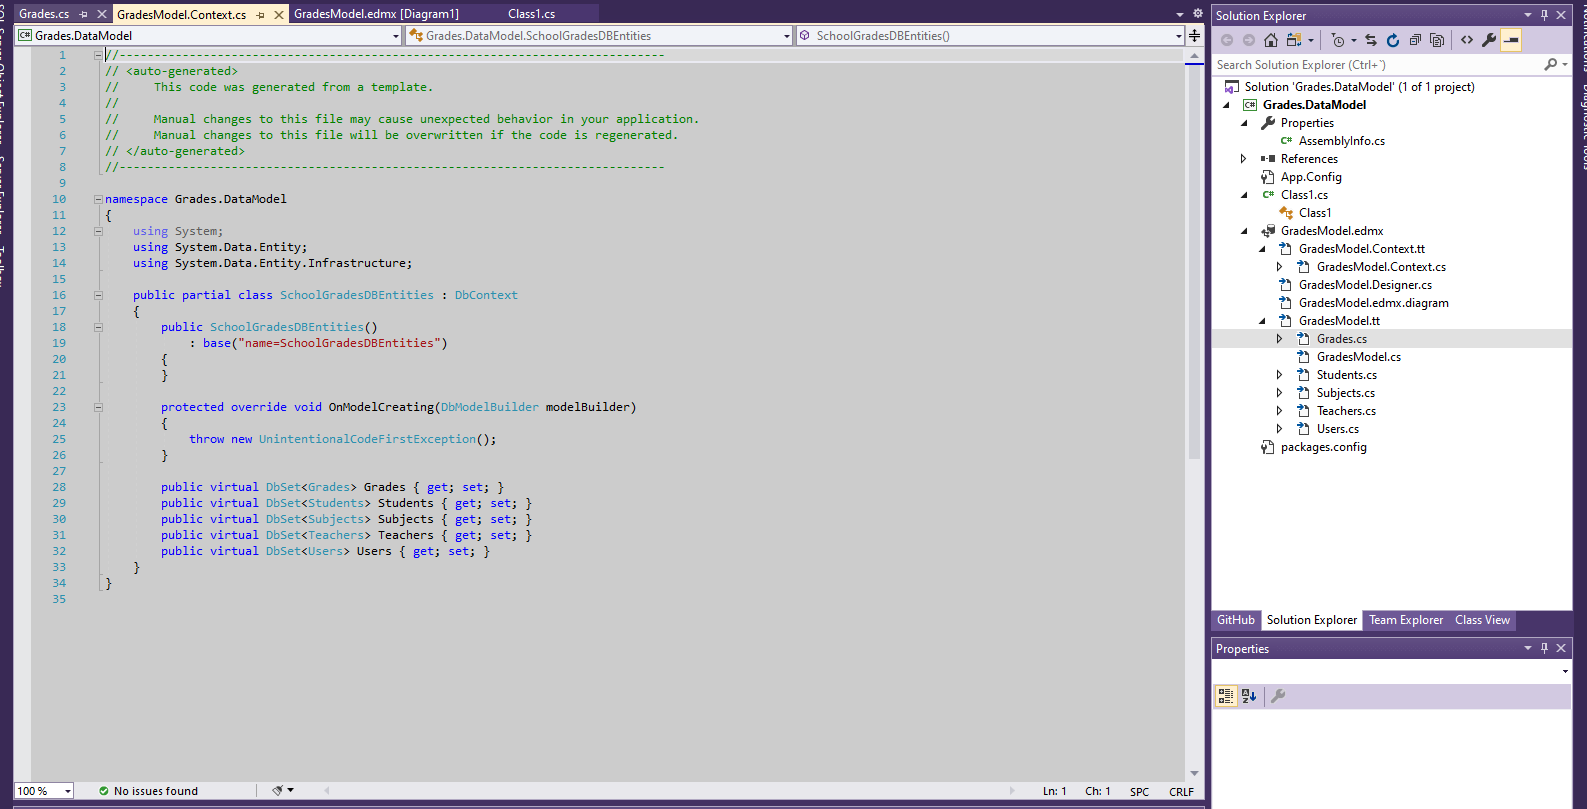 Grades.cs
GradesModel.Context.cs
GradesModel.edmx [Diagram1]
Class1.cs
Grades.DataModel
Grades.DataModel.SchoolGradesDBEntities
SchoolGradesDBEntities()
1 //------------------------------------------------------------------------------
2 // <auto-generated>
3 //     This code was generated from a template.
4 //
5 //     Manual changes to this file may cause unexpected behavior in your application.
6 //     Manual changes to this file will be overwritten if the code is regenerated.
7 // </auto-generated>
8 //------------------------------------------------------------------------------
9
10 namespace Grades.DataModel
11 {
12     using System;
13     using System.Data.Entity;
14     using System.Data.Entity.Infrastructure;
15
16     public partial class SchoolGradesDBEntities : DbContext
17     {
18         public SchoolGradesDBEntities()
19             : base("name=SchoolGradesDBEntities")
20         {
21         }
22
23         protected override void OnModelCreating(DbModelBuilder modelBuilder)
24         {
25             throw new UnintentionalCodeFirstException();
26         }
27
28         public virtual DbSet<Grades> Grades { get; set; }
29         public virtual DbSet<Students> Students { get; set; }
30         public virtual DbSet<Subjects> Subjects { get; set; }
31         public virtual DbSet<Teachers> Teachers { get; set; }
32         public virtual DbSet<Users> Users { get; set; }
33     }
34 }
35
100 %
No issues found
Ln: 1
Ch: 1
SPC
CRLF
Solution Explorer
Search Solution Explorer (Ctrl+`)
Solution 'Grades.DataModel' (1 of 1 project)
Grades.DataModel
Properties
AssemblyInfo.cs
References
App.Config
Class1.cs
Class1
GradesModel.edmx
GradesModel.Context.tt
GradesModel.Context.cs
GradesModel.Designer.cs
GradesModel.edmx.diagram
GradesModel.tt
Grades.cs
GradesModel.cs
Students.cs
Subjects.cs
Teachers.cs
Users.cs
packages.config
GitHub
Solution Explorer
Team Explorer
Class View
Properties